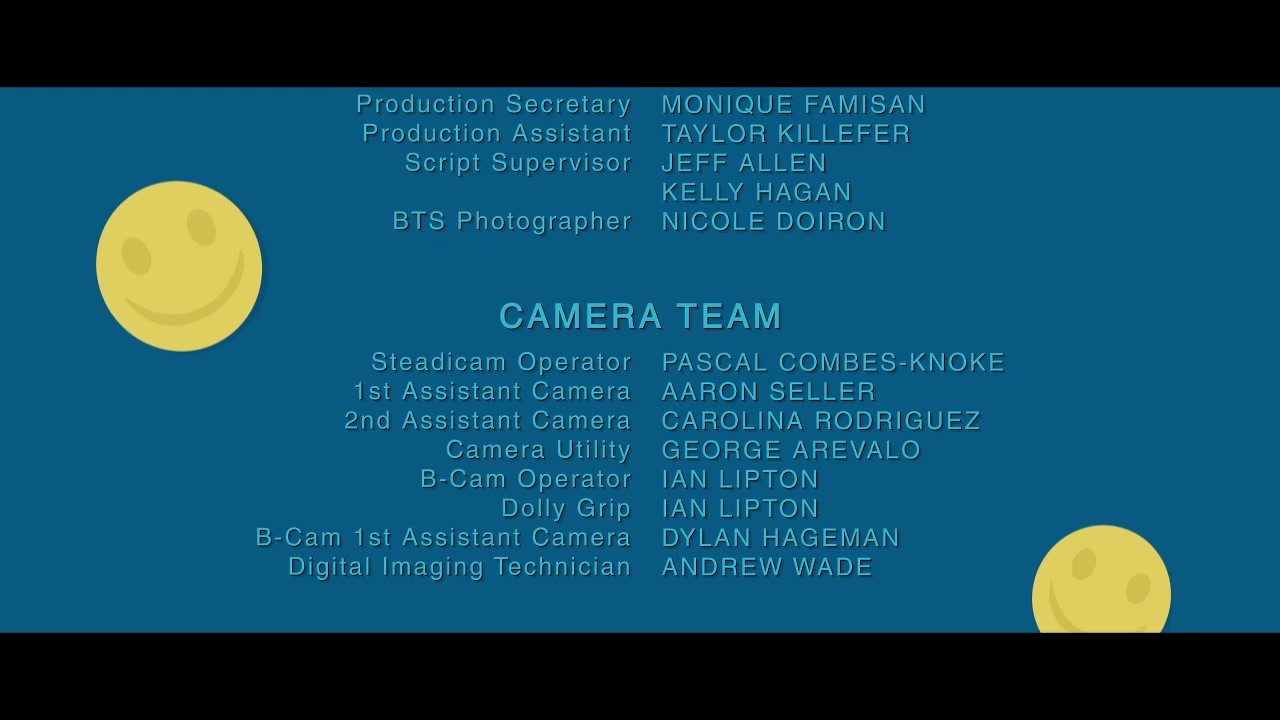 Production Secretary MONIQUE FAMISAN
Production Assistant TAYLOR KILLEFER
Script Supervisor JEFF ALLEN
KELLY HAGAN
BTS Photographer NICOLE DOIRON
CAMERA TEAM
Steadicam Operator PASCAL COMBES-KNOKE
1st Assistant Camera AARON SELLER
2nd Assistant Camera CAROLINA RODRIGUEZ
Camera Utility GEORGE AREVALO
B-Cam Operator IAN LIPTON
Dolly Grip IAN LIPTON
B-Cam 1st Assistant Camera DYLAN HAGEMAN
Digital Imaging Technician ANDREW WADE